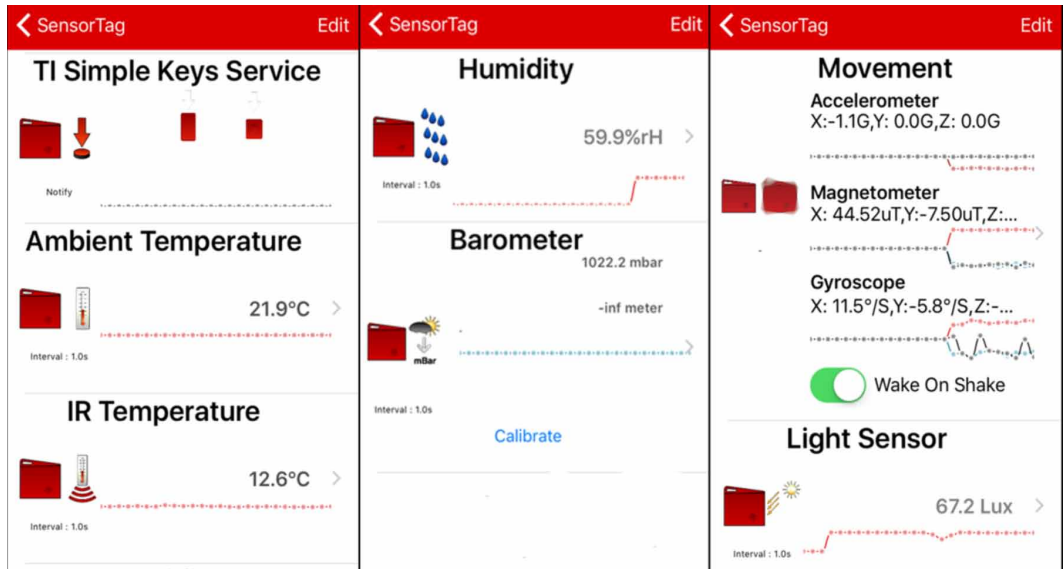 SensorTag
Edit
TI Simple Keys Service
Notify
Ambient Temperature
21.9°C
Interval : 1.0s
IR Temperature
12.6°C
Interval : 1.0s
SensorTag
Edit
Humidity
59.9%rH
Interval : 1.0s
Barometer
1022.2 mbar
-inf meter
mBar
Interval : 1.0s
Calibrate
SensorTag
Edit
Movement
Accelerometer
X:-1.1G,Y: 0.0G,Z: 0.0G
Magnetometer
X: 44.52uT,Y:-7.50uT,Z:...
Gyroscope
X: 11.5°/S,Y:-5.8°/S,Z:-...
Wake On Shake
Light Sensor
67.2 Lux
Interval : 1.0s